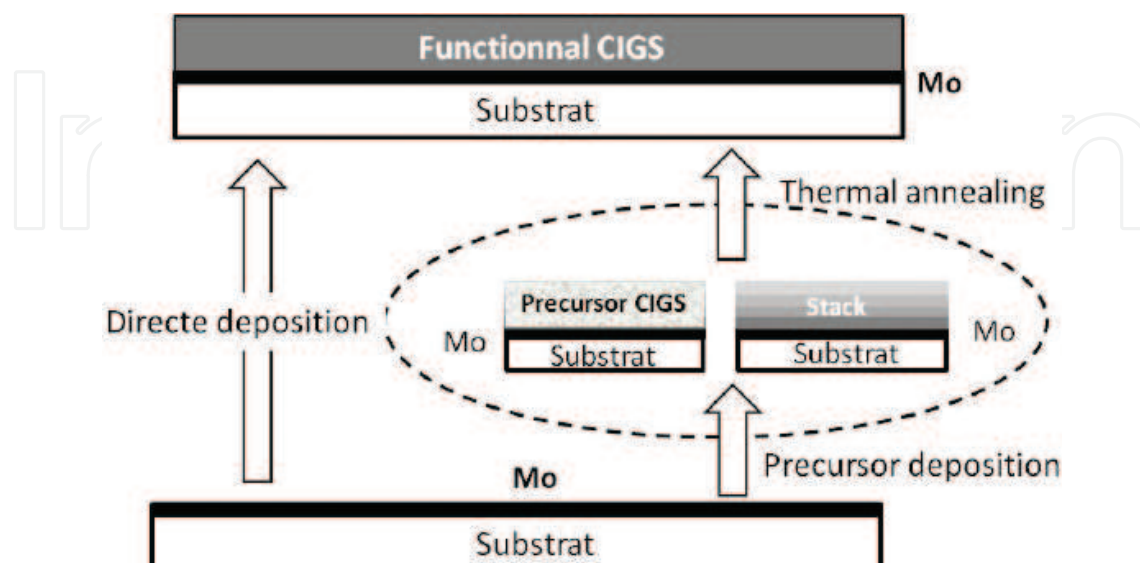 Functionnal CIGS
Mo
Substrat
Thermal annealing
Directe deposition
Precursor CIGS
Stack
Mo
Substrat
Substrat
Mo
Precursor deposition
Mo
Substrat